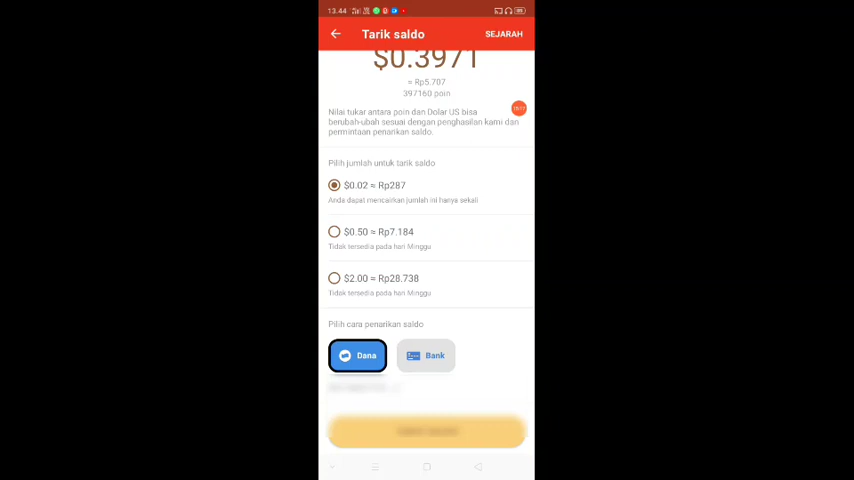 13.44
Tarik saldo
SEJARAH
$0.3971
≈ Rp5.707
397160 poin
Nilai tukar antara poin dan Dolar US bisa
berubah-ubah sesuai dengan penghasilan kami dan
permintaan penarikan saldo.
Pilih jumlah untuk tarik saldo
$0.02 ≈ Rp287
Anda dapat mencairkan jumlah ini hanya sekali
$0.50 ≈ Rp7.184
Tidak tersedia pada hari Minggu
$2.00 ≈ Rp28.738
Tidak tersedia pada hari Minggu
Pilih cara penarikan saldo
Dana
Bank